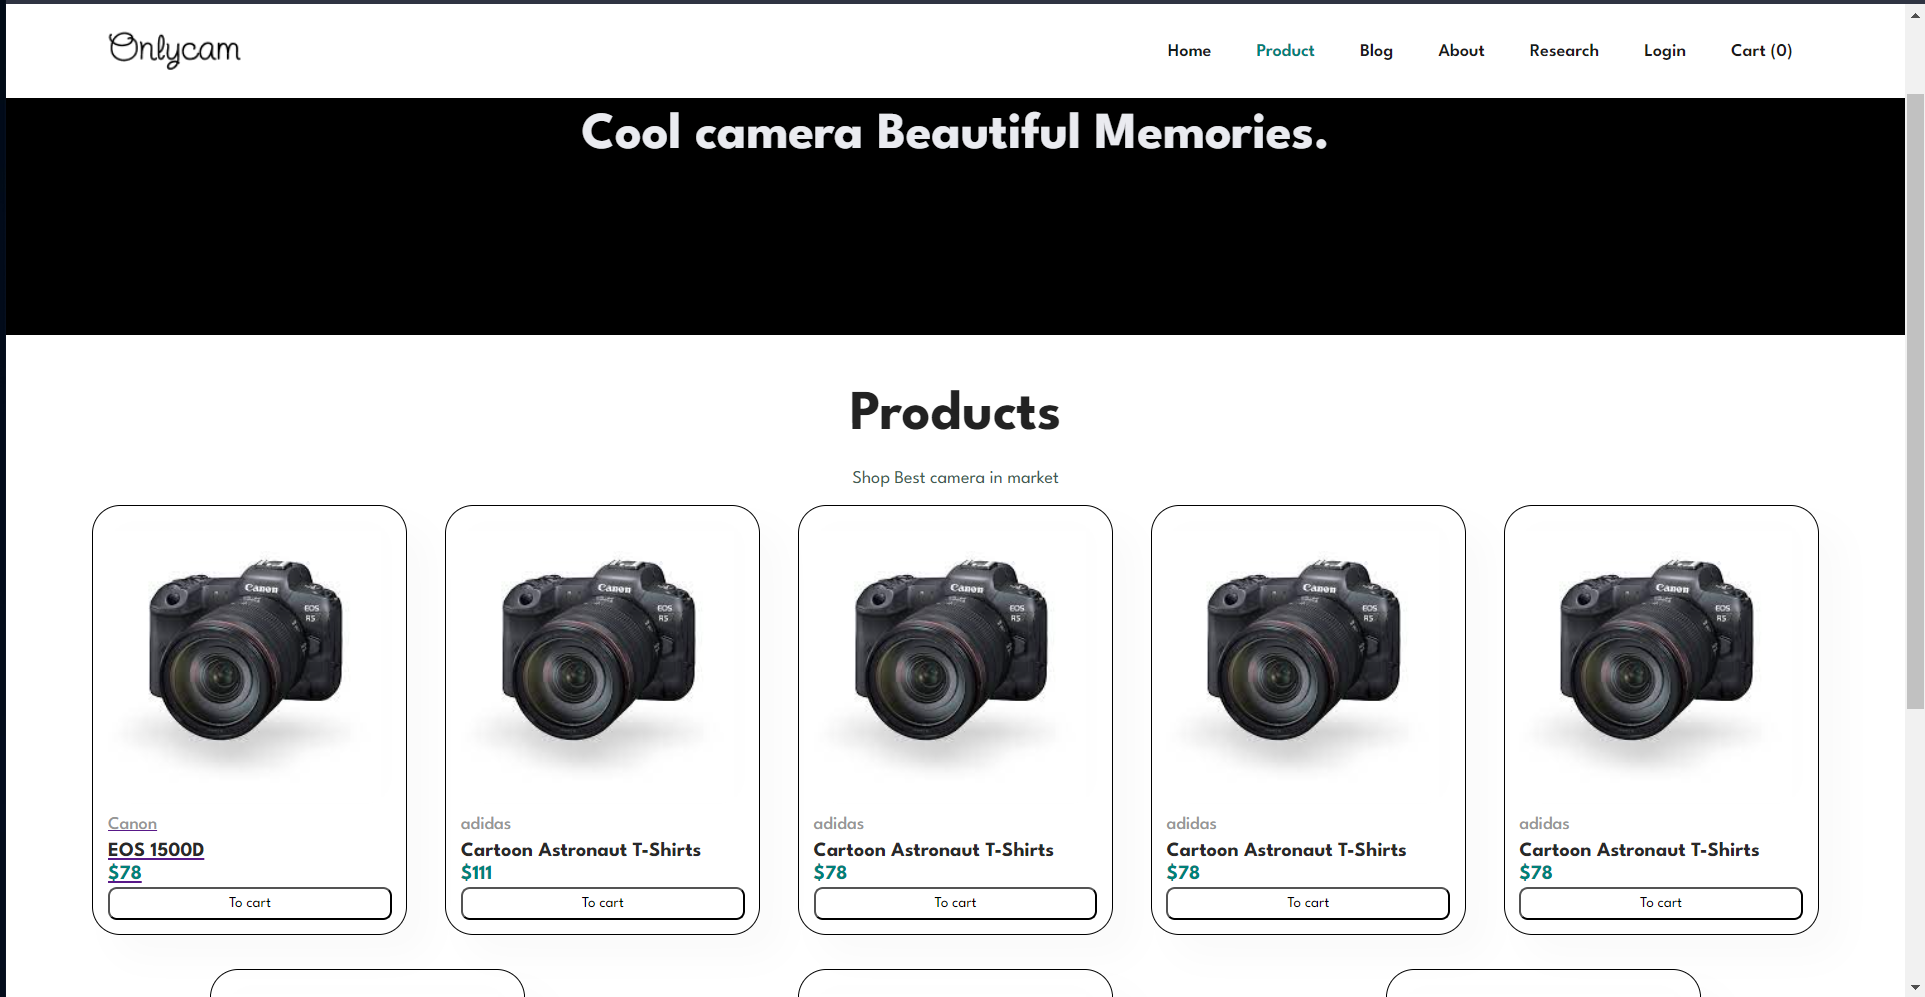 Onlycam
Home Product Blog About Research Login Cart (0)
Cool camera Beautiful Memories.
Products
Shop Best camera in market
Canon EOS R5
Canon EOS R5
Canon EOS R5
Canon EOS R5
Canon EOS R5
Canon
EOS 1500D
$78
To cart
adidas
Cartoon Astronaut T-Shirts
$111
To cart
adidas
Cartoon Astronaut T-Shirts
$78
To cart
adidas
Cartoon Astronaut T-Shirts
$78
To cart
adidas
Cartoon Astronaut T-Shirts
$78
To cart